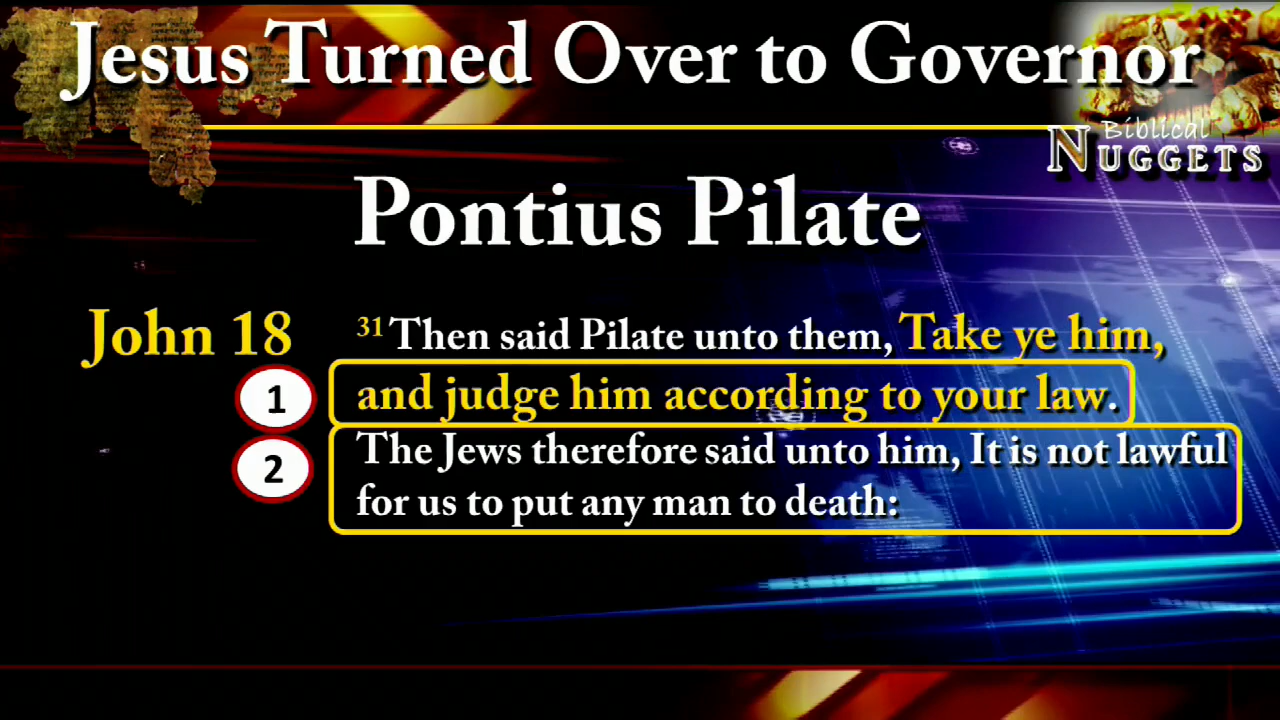 Jesus Turned Over to Governor
Biblical
NUGGETS
Pontius Pilate
John 18
31 Then said Pilate unto them, Take ye him,
1
and judge him according to your law.
2
The Jews therefore said unto him, It is not lawful
for us to put any man to death: